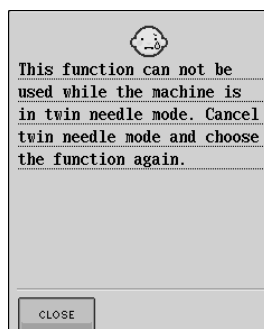 This function can not be
used while the machine is
in twin needle mode. Cancel
twin needle mode and choose
the function again.
CLOSE